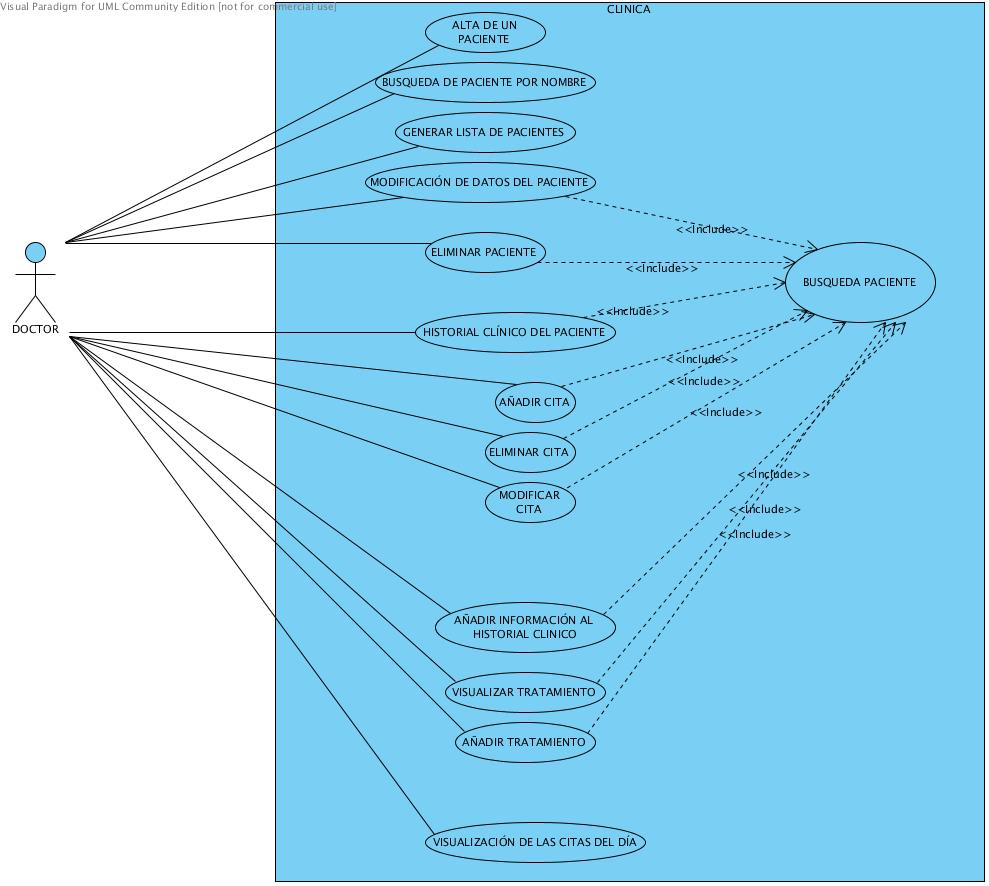 Visual Paradigm for UML Community Edition [not for commercial use]
CLINICA
ALTA DE UN
PACIENTE
BUSQUEDA DE PACIENTE POR NOMBRE
GENERAR LISTA DE PACIENTES
MODIFICACIÓN DE DATOS DEL PACIENTE
<<Include>>
ELIMINAR PACIENTE
<<Include>>
BUSQUEDA PACIENTE
DOCTOR
<<Include>>
HISTORIAL CLÍNICO DEL PACIENTE
<<Include>>
<<Include>>
AÑADIR CITA
<<Include>>
ELIMINAR CITA
<<Include>>
MODIFICAR
CITA
<<Include>>
<<Include>>
AÑADIR INFORMACIÓN AL
HISTORIAL CLINICO
VISUALIZAR TRATAMIENTO
AÑADIR TRATAMIENTO
VISUALIZACIÓN DE LAS CITAS DEL DÍA